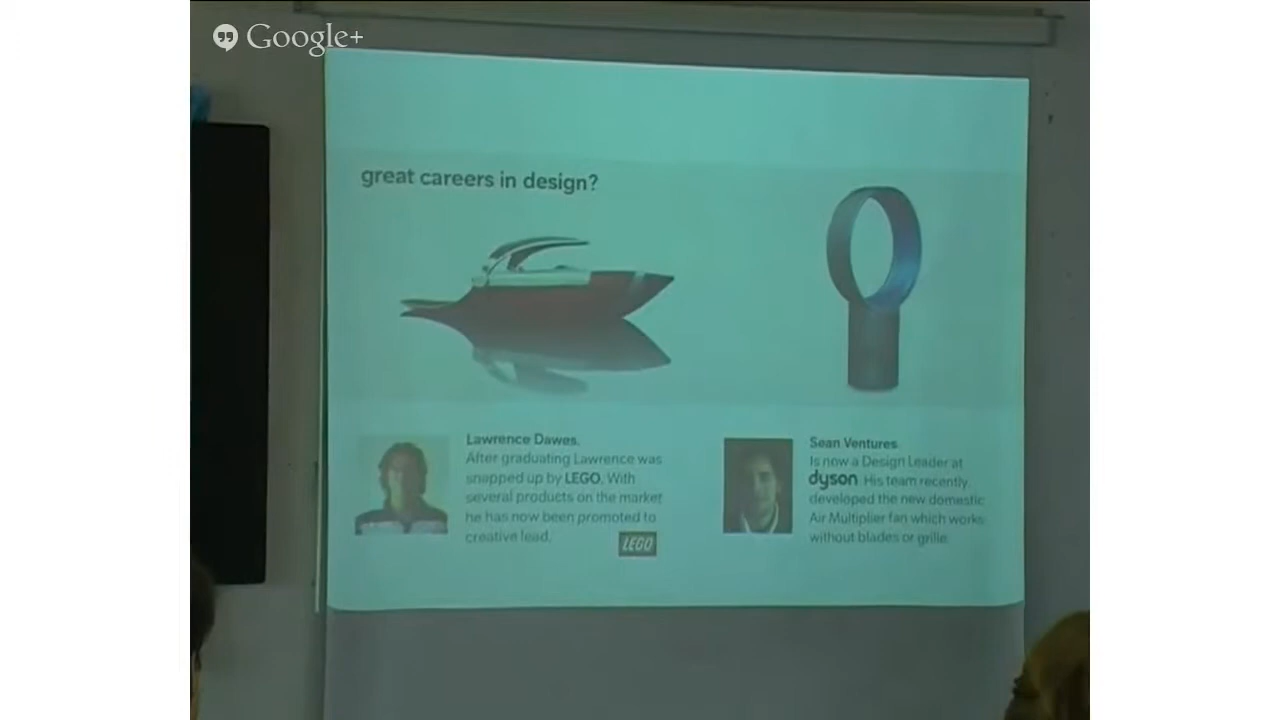 Google+
great careers in design?
Lawrence Dawes.
After graduating Lawrence was
snapped up by LEGO. With
several products on the market
he has now been promoted to
creative lead.
LEGO
Sean Ventures.
Is now a Design Leader at
dyson His team recently
developed the new domestic
Air Multiplier fan which works
without blades or grille.